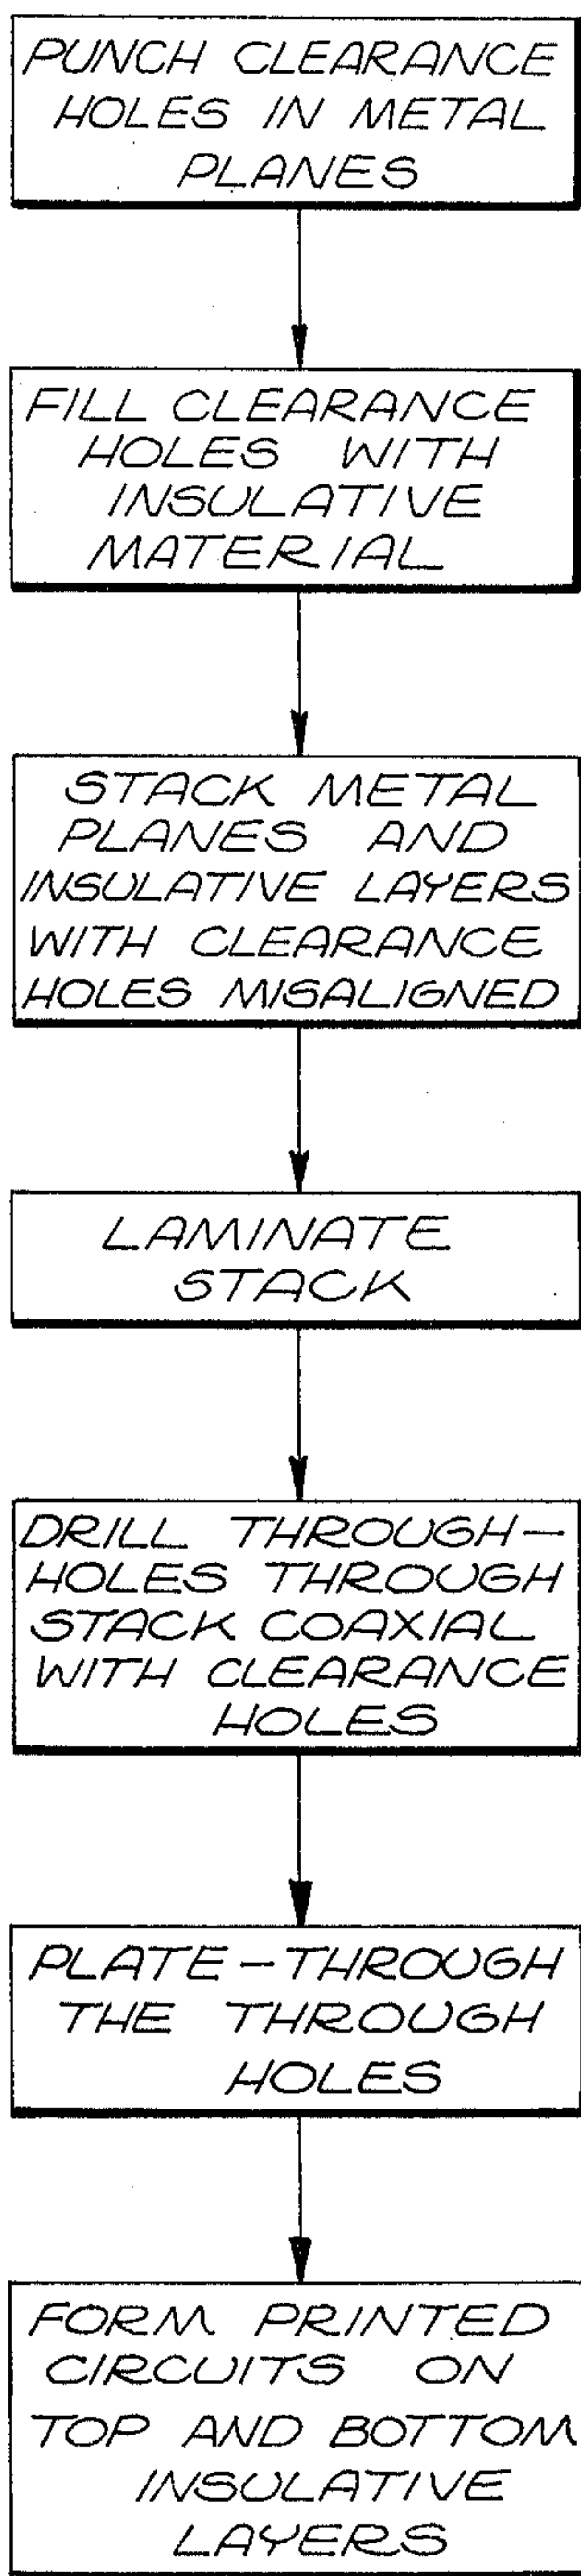 PUNCH CLEARANCE
HOLES IN METAL
PLANES
FILL CLEARANCE
HOLES WITH
INSULATIVE
MATERIAL
STACK METAL
PLANES AND
INSULATIVE LAYERS
WITH CLEARANCE
HOLES MISALIGNED
LAMINATE
STACK
DRILL THROUGH-
HOLES THROUGH
STACK COAXIAL
WITH CLEARANCE
HOLES
PLATE-THROUGH
THE THROUGH
HOLES
FORM PRINTED
CIRCUITS ON
TOP AND BOTTOM
INSULATIVE
LAYERS